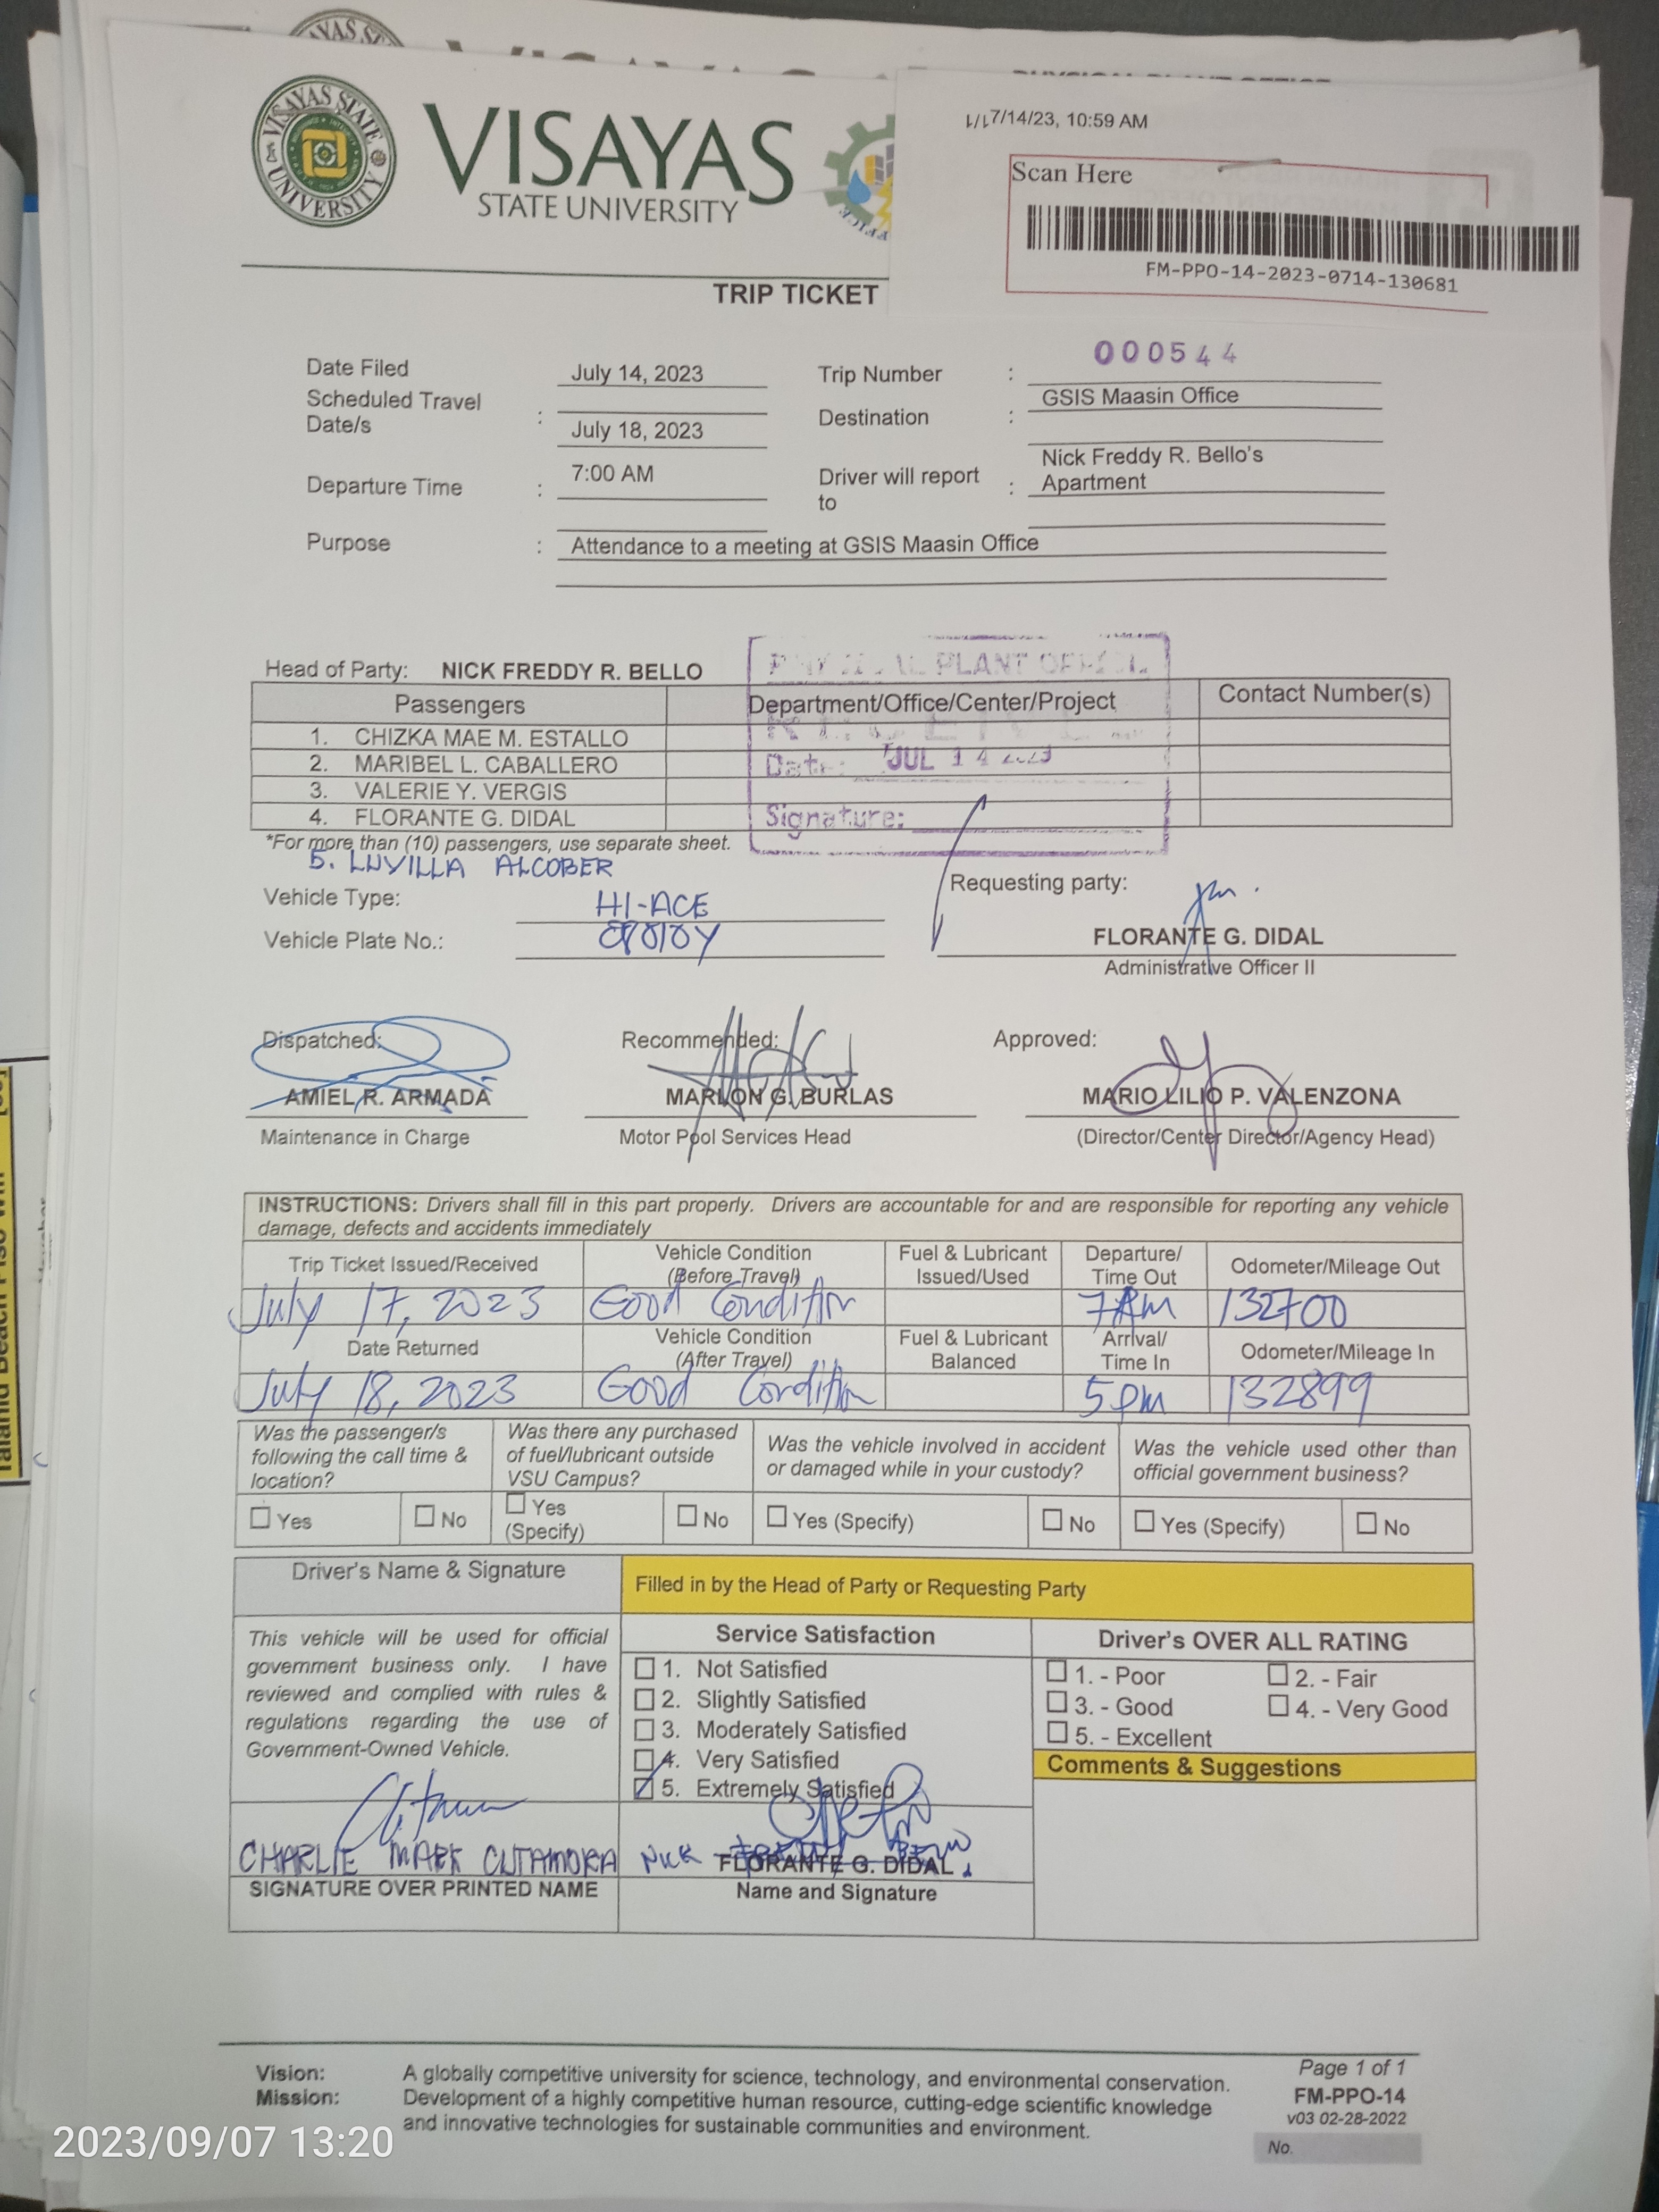 VISAYAS
STATE UNIVERSITY
VISAYAS STATE UNIVERSITY
7/14/23, 10:59 AM
Scan Here
FM-PPO-14-2023-0714-130681
TRIP TICKET
000544
Date Filed July 14, 2023 Trip Number :
Scheduled Travel Date/s : July 18, 2023 Destination : GSIS Maasin Office
Departure Time : 7:00 AM Driver will report to : Nick Freddy R. Bello's Apartment
Purpose : Attendance to a meeting at GSIS Maasin Office
Head of Party: NICK FREDDY R. BELLO
PLANT
Date: JUL 14 2023
Signature:
Passengers Department/Office/Center/Project Contact Number(s)
1. CHIZKA MAE M. ESTALLO
2. MARIBEL L. CABALLERO
3. VALERIE Y. VERGIS
4. FLORANTE G. DIDAL
*For more than (10) passengers, use separate sheet.
5. LUVILLA ALCOBER
Vehicle Type: HI-ACE
Vehicle Plate No.:
Requesting party:
FLORANTE G. DIDAL
Administrative Officer II
Dispatched: Recommended: Approved:
AMIEL R. ARMADA MARLON G. BURLAS MARIO LILIO P. VALENZONA
Maintenance in Charge Motor Pool Services Head (Director/Center Director/Agency Head)
INSTRUCTIONS: Drivers shall fill in this part properly. Drivers are accountable for and are responsible for reporting any vehicle
damage, defects and accidents immediately
Trip Ticket Issued/Received Vehicle Condition (Before Travel) Fuel & Lubricant Issued/Used Departure/ Time Out Odometer/Mileage Out
July 17, 2023 Good Condition 7AM 132700
Date Returned Vehicle Condition (After Travel) Fuel & Lubricant Balanced Arrival/ Time In Odometer/Mileage In
July 18, 2023 Good Condition 5pm 132899
Was the passenger/s following the call time & location? Was there any purchased of fuel/lubricant outside VSU Campus? Was the vehicle involved in accident or damaged while in your custody? Was the vehicle used other than official government business?
☐ Yes ☐ No ☐ Yes (Specify) ☐ No ☐ Yes (Specify) ☐ No ☐ Yes (Specify) ☐ No
Driver's Name & Signature Filled in by the Head of Party or Requesting Party
This vehicle will be used for official
government business only. I have
reviewed and complied with rules &
regulations regarding the use of
Government-Owned Vehicle.
CHARLIE MARK CUTAMORA
SIGNATURE OVER PRINTED NAME
Service Satisfaction
☐ 1. Not Satisfied
☐ 2. Slightly Satisfied
☐ 3. Moderately Satisfied
☐ 4. Very Satisfied
☑ 5. Extremely Satisfied
NICK
FLORANTE G. DIDAL
Name and Signature
Driver's OVER ALL RATING
☐ 1. - Poor ☐ 2. - Fair
☐ 3. - Good ☐ 4. - Very Good
☐ 5. - Excellent
Comments & Suggestions
Vision: A globally competitive university for science, technology, and environmental conservation.
Mission: Development of a highly competitive human resource, cutting-edge scientific knowledge
and innovative technologies for sustainable communities and environment.
Page 1 of 1
FM-PPO-14
v03 02-28-2022
No.
2023/09/07 13:20